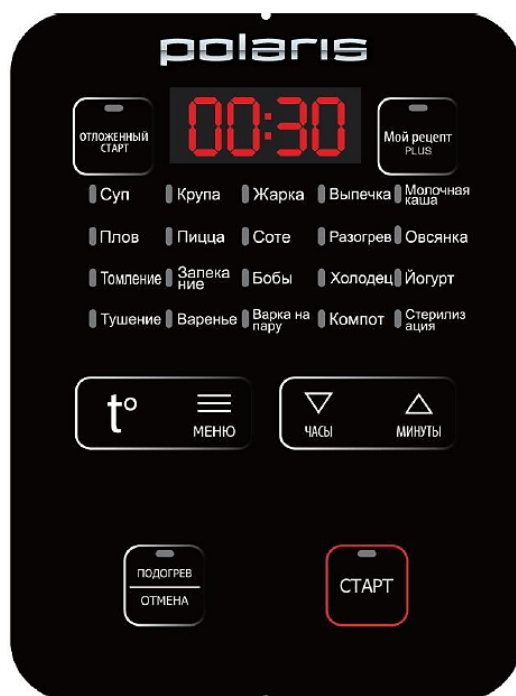 polaris
ОТЛОЖЕННЫЙ
СТАРТ
00:30
Мой рецепт
PLUS
Суп Крупа Жарка Выпечка Молочная
каша
Плов Пицца Соте Разогрев Овсянка
Томление Запека
ние Бобы Холодец Йогурт
Тушение Варенье Варка на
пару Компот Стерилиз
ация
t° МЕНЮ ЧАСЫ МИНУТЫ
ПОДОГРЕВ
ОТМЕНА
СТАРТ